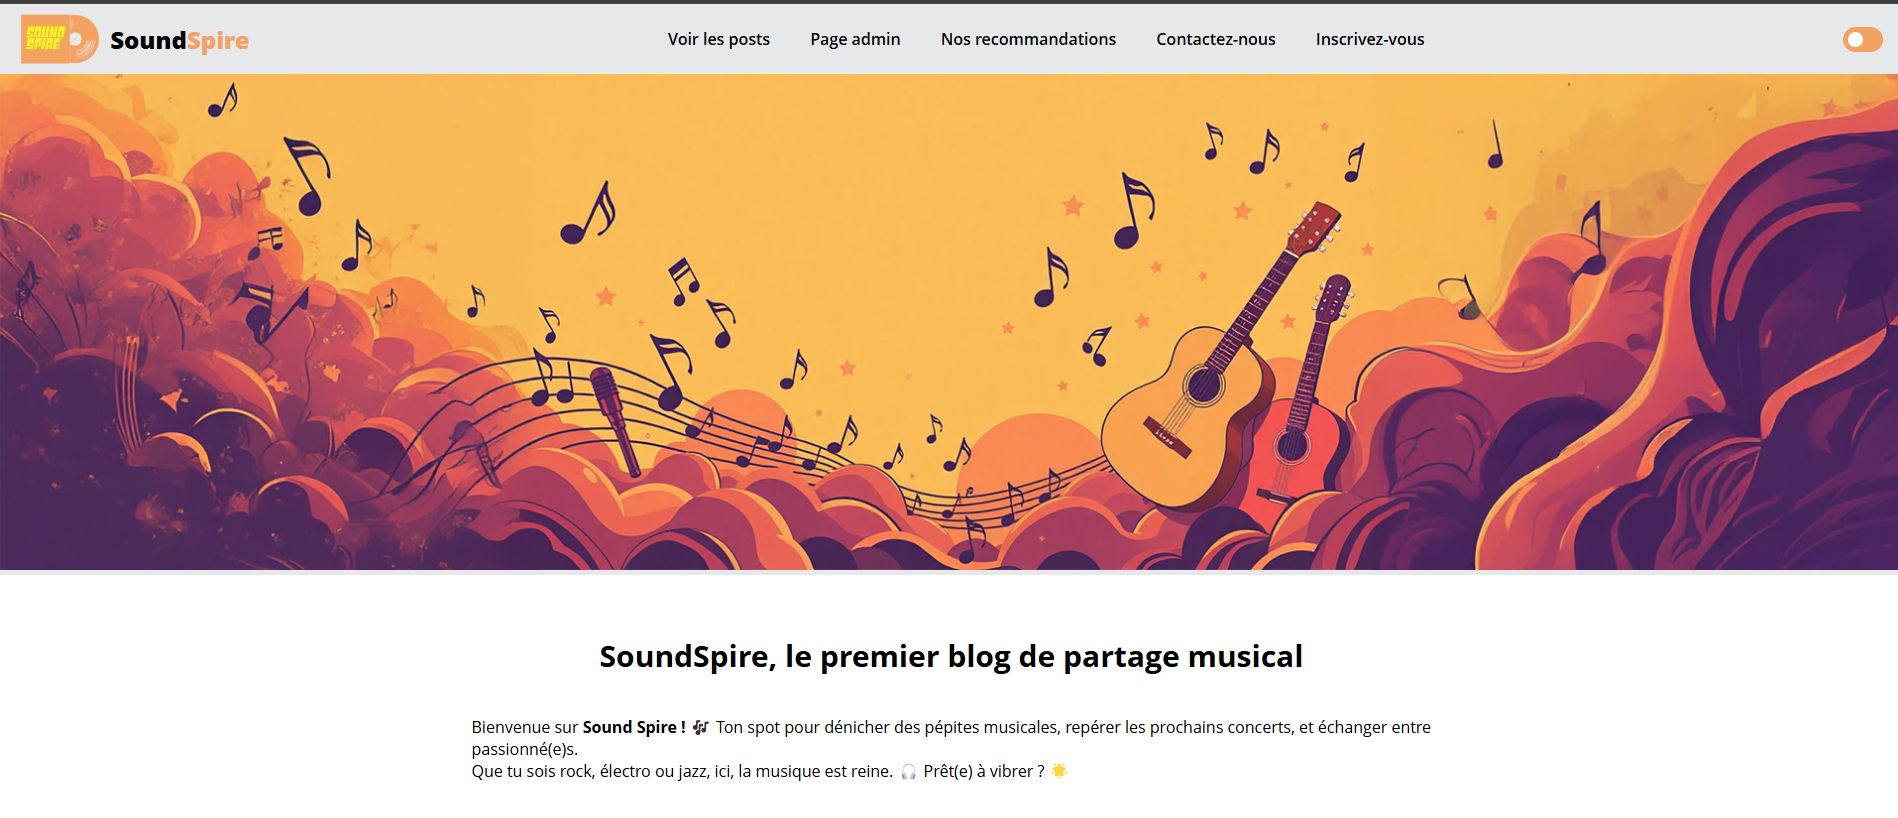 SOUND
SPIRE
SoundSpire
Voir les posts
Page admin
Nos recommandations
Contactez-nous
Inscrivez-vous
SoundSpire, le premier blog de partage musical
Bienvenue sur Sound Spire ! 🎶 Ton spot pour dénicher des pépites musicales, repérer les prochains concerts, et échanger entre
passionné(e)s.
Que tu sois rock, électro ou jazz, ici, la musique est reine. 🎧 Prêt(e) à vibrer ? 🌟